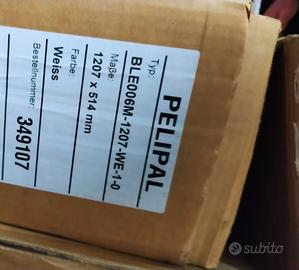 PELIPAL
Typ:
BLE006M-1207-WE-1-0
Maße:
1207 x 514 mm
Farbe:
Weiss
Bestellnummer:
349107
subito